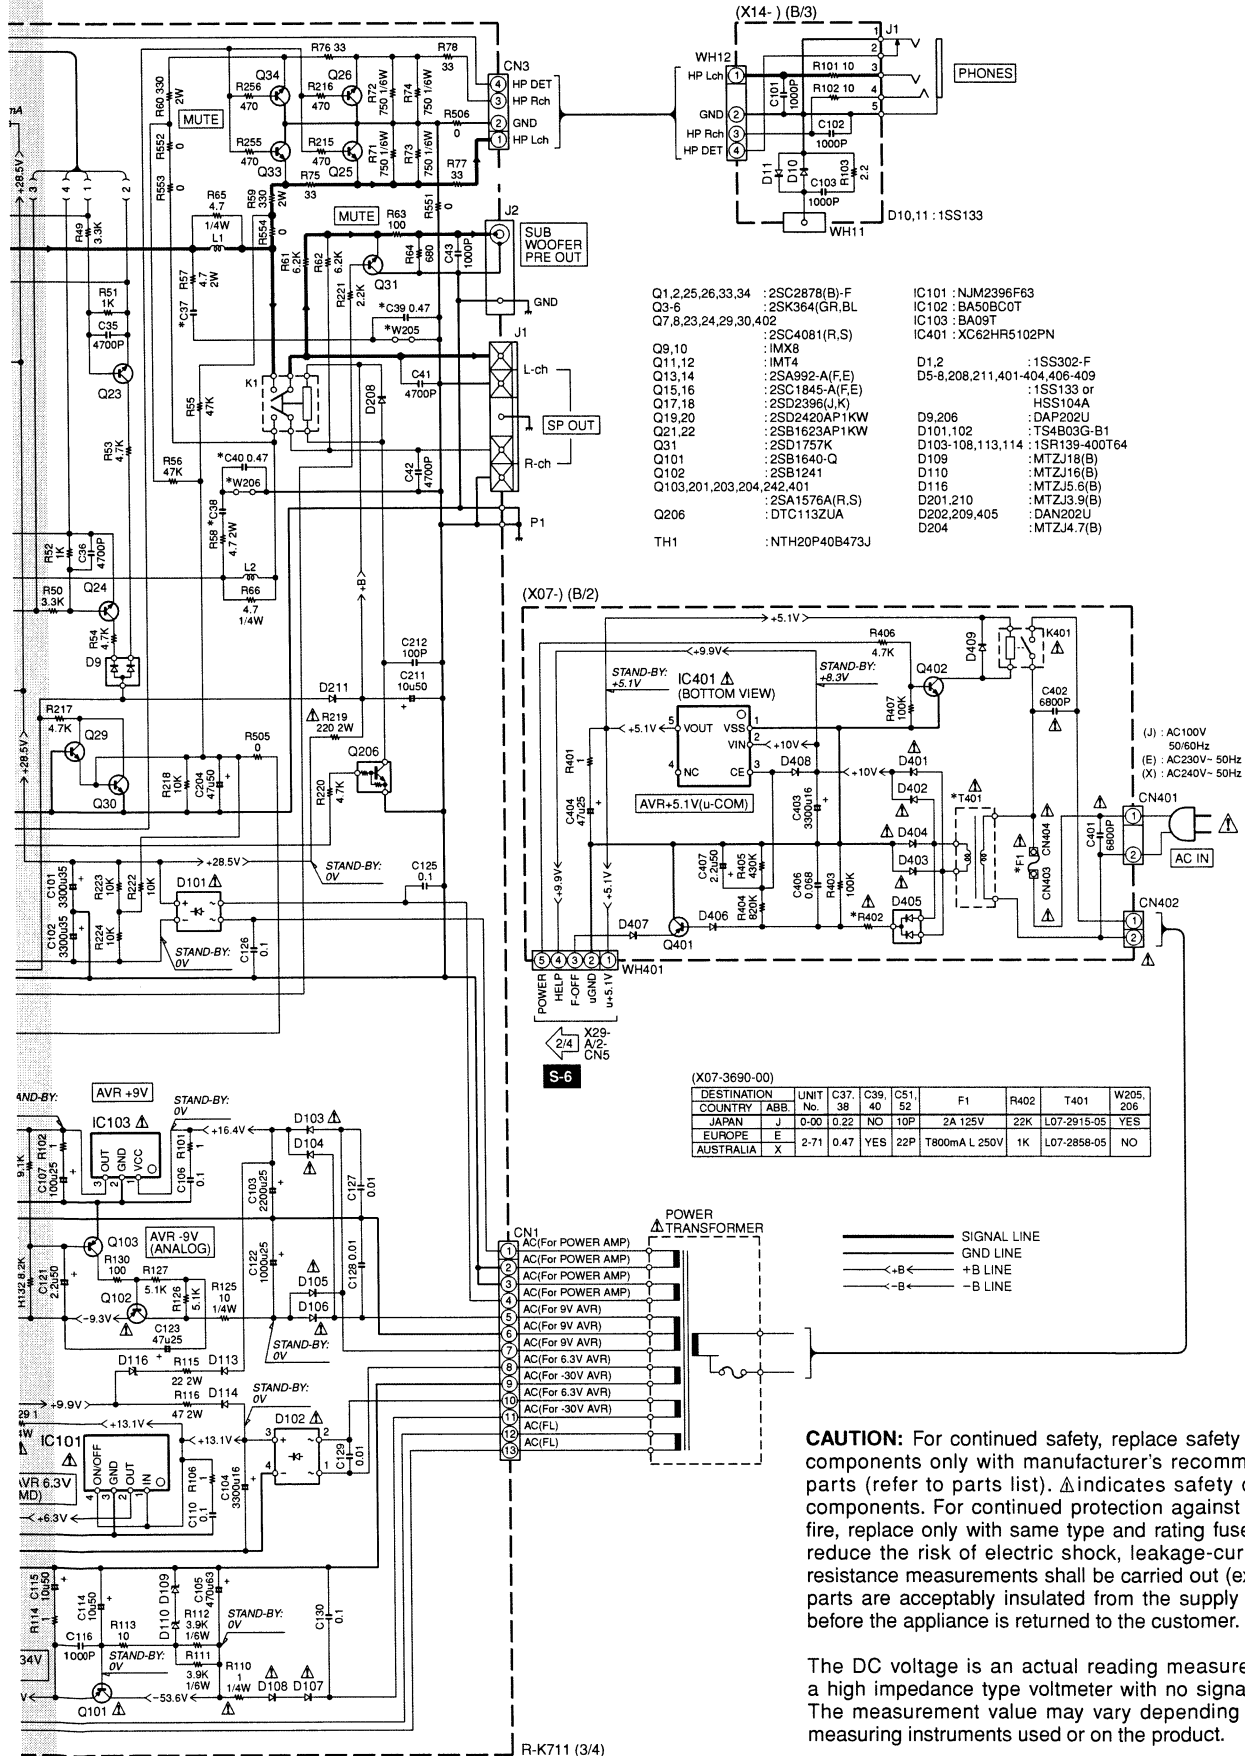 (X14- ) (B/3)
R76 33
R78
33
CN3
J1
WH12
HP Lch
R101 10
R102 10
C101
1000P
GND
HP Rch
HP DET
C102
1000P
D11
D10
C103
1000P
R103
2.2
WH11
D10,11 : 1SS133
PHONES
HP DET
HP Rch
GND
HP Lch
Q34
Q26
R256
470
R216
470
R60 330
2W
MUTE
R72
750 1/6W
R74
750 1/6W
R506
0
R552
0
R553
0
R255
470
R215
470
Q33
Q25
R71
750 1/6W
R73
750 1/6W
R75
33
R77
33
+28.5V
R65
4.7
1/4W
L1
R59
330
2W
R554
0
R551
0
MUTE
R63
100
J2
SUB
WOOFER
PRE OUT
R49
3.3K
R57
4.7
2W
*C37
R61
6.2K
R62
6.2K
Q31
R64
680
C43
1000P
R221
2.2K
GND
R51
1K
C35
4700P
*C39 0.47
*W205
J1
L-ch
SP OUT
R-ch
P1
K1
C41
4700P
D208
Q23
R55
47K
R53
4.7K
R56
47K
*C40 0.47
*W206
C42
4700P
R58
4.7 2W
*C38
R52
1K
C36
4700P
Q24
R50
3.3K
L2
R66
4.7
1/4W
+B
R54
4.7K
D9
C212
100P
C211
10u50
D211
R219
220 2W
R217
4.7K
Q29
R505
0
Q206
Q30
R218
10K
C204
47u50
R220
4.7K
+28.5V
+28.5V
STAND-BY:
0V
C101
3300u35
C102
3300u35
R223
10K
R222
10K
R224
10K
D101
STAND-BY:
0V
C125
0.1
C126
0.1
Q1,2,25,26,33,34 : 2SC2878(B)-F
Q3-6 : 2SK364(GR,BL
Q7,8,23,24,29,30,402
: 2SC4081(R,S)
Q9,10 : IMX8
Q11,12 : IMT4
Q13,14 : 2SA992-A(F,E)
Q15,16 : 2SC1845-A(F,E)
Q17,18 : 2SD2396(J,K)
Q19,20 : 2SD2420AP1KW
Q21,22 : 2SB1623AP1KW
Q31 : 2SD1757K
Q101 : 2SB1640-Q
Q102 : 2SB1241
Q103,201,203,204,242,401
: 2SA1576A(R,S)
Q206 : DTC113ZUA
TH1 : NTH20P40B473J
IC101 : NJM2396F63
IC102 : BA50BC0T
IC103 : BA09T
IC401 : XC62HR5102PN
D1,2 : 1SS302-F
D5-8,208,211,401-404,406-409
: 1SS133 or
HSS104A
D9,206 : DAP202U
D101,102 : TS4B03G-B1
D103-108,113,114 : 1SR139-400T64
D109 : MTZJ18(B)
D110 : MTZJ16(B)
D116 : MTZJ5.6(B)
D201,210 : MTZJ3.9(B)
D202,209,405 : DAN202U
D204 : MTZJ4.7(B)
(X07-) (B/2)
+5.1V
+9.9V
STAND-BY:
+5.1V
IC401
(BOTTOM VIEW)
STAND-BY:
+8.3V
R406
4.7K
Q402
D409
K401
R407
100K
C402
6800P
+5.1V
VOUT VSS
VIN
NC CE
+10V
D408
+10V
D401
D402
R401
1
C404
47u25
AVR+5.1V(u-COM)
C403
3300u16
D404
D403
*T401
*F1
CN404
CN403
C401
6800P
CN401
AC IN
CN402
(J) : AC100V
50/60Hz
(E) : AC230V~ 50Hz
(X) : AC240V~ 50Hz
+9.9V
+5.1V
C407
2.2u50
R405
430K
R404
820K
C406
0.068
R403
100K
*R402
D405
D407
Q401
D406
WH401
POWER
HELP
F-OFF
uGND
u+5.1V
2/4
X29-
A/2-
CN5
S-6
(X07-3690-00)
DESTINATION UNIT C37. C39, C51, F1 R402 T401 W205,
COUNTRY ABB. No. 38 40 52 206
JAPAN J 0-00 0.22 NO 10P 2A 125V 22K L07-2915-05 YES
EUROPE E 2-71 0.47 YES 22P T800mA L 250V 1K L07-2858-05 NO
AUSTRALIA X
AND-BY:
AVR +9V
STAND-BY:
0V
IC103
+16.4V
D103
D104
R102
1
9.1K
C107
100u25
OUT
GND
VCC
R101
1
C106
0.1
C103
2200u25
C127
0.01
Q103
AVR -9V
(ANALOG)
C122
1000u25
C128 0.01
D105
D106
R132 8.2K
C121
2.2u50
R130
100
R127
5.1K
R126
5.1K
R125
10
1/4W
Q102
-9.3V
C123
47u25
STAND-BY:
0V
D116
R115
22 2W
D113
R116
47 2W
D114
STAND-BY:
0V
+9.9V
+13.1V
+13.1V
IC101
D102
ON/OFF
GND
OUT
IN
R106
1
C110
0.1
C104
3300u16
C129
0.01
AVR 6.3V
+6.3V
CN1
AC(For POWER AMP)
AC(For POWER AMP)
AC(For POWER AMP)
AC(For POWER AMP)
AC(For 9V AVR)
AC(For 9V AVR)
AC(For 9V AVR)
AC(For 6.3V AVR)
AC(For -30V AVR)
AC(For 6.3V AVR)
AC(For -30V AVR)
AC(FL)
AC(FL)
POWER
TRANSFORMER
SIGNAL LINE
GND LINE
+B +B LINE
-B -B LINE
C115
10u50
R114
1
C114
10u50
D109
D110
C105
470u63
R113
10
R112
3.9K
1/6W
R111
3.9K
1/6W
C116
1000P
STAND-BY:
0V
STAND-BY:
0V
C130
0.1
R110
1
1/4W
D108 D107
34V
Q101
-53.6V
R-K711 (3/4)
CAUTION: For continued safety, replace safety
components only with manufacturer's recomm
parts (refer to parts list). ⚠indicates safety
components. For continued protection against
fire, replace only with same type and rating fuse
reduce the risk of electric shock, leakage-cur
resistance measurements shall be carried out (ex
parts are acceptably insulated from the supply
before the appliance is returned to the customer.
The DC voltage is an actual reading measure
a high impedance type voltmeter with no signa
The measurement value may vary depending
measuring instruments used or on the product.